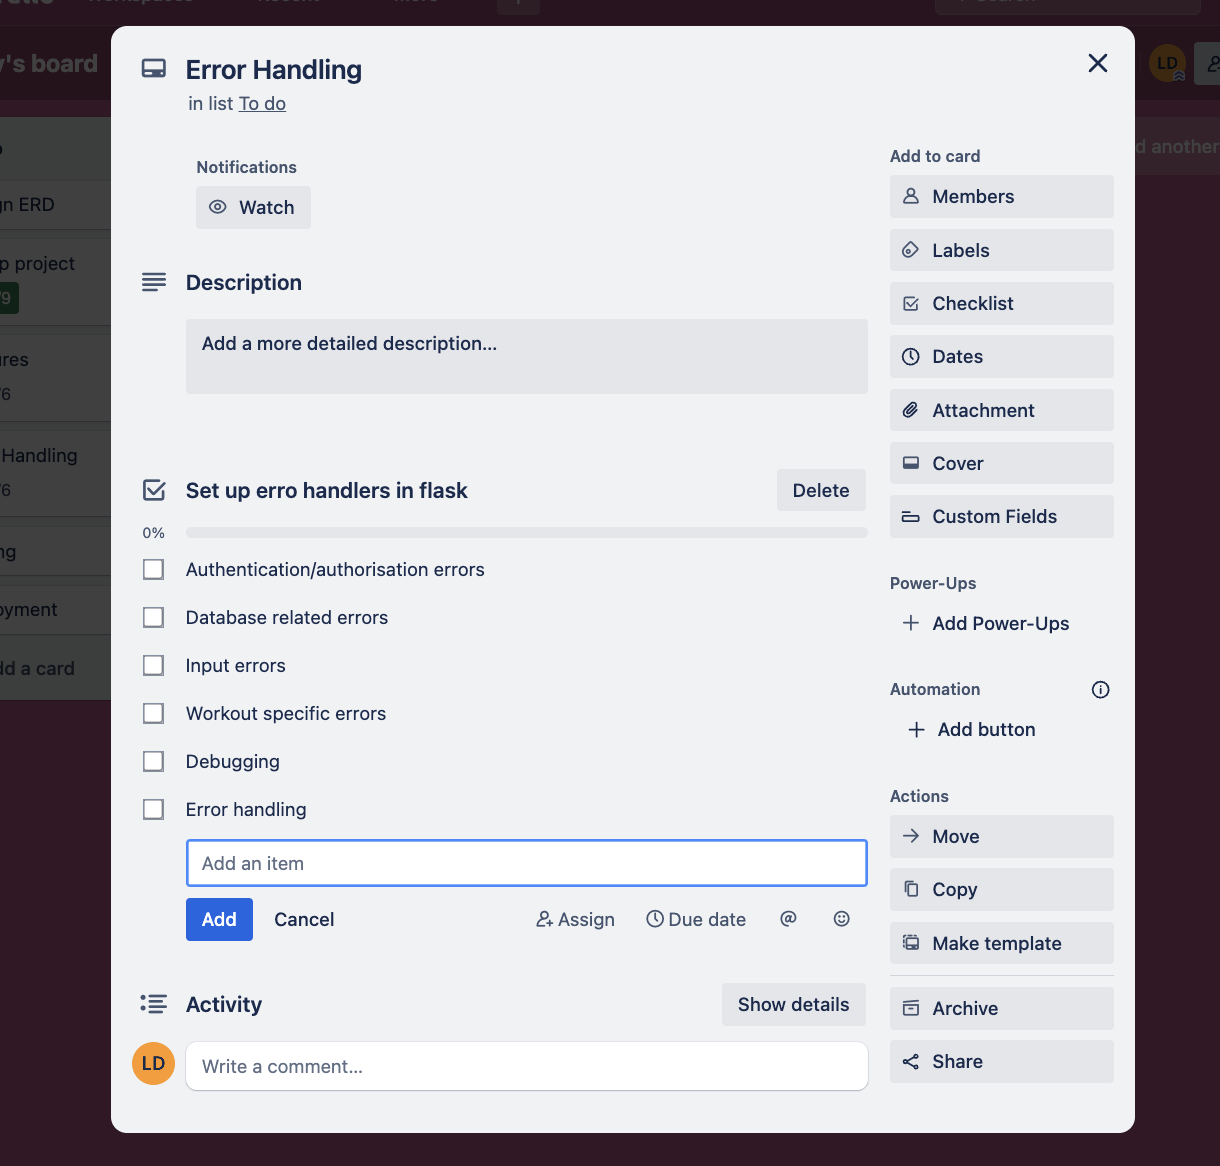 's board
LD
Error Handling
in list To do
Notifications
Watch
Description
Add a more detailed description...
Set up erro handlers in flask
Delete
0%
Authentication/authorisation errors
Database related errors
Input errors
Workout specific errors
Debugging
Error handling
Add an item
Add
Cancel
Assign
Due date
Activity
Show details
LD
Write a comment...
Add to card
Members
Labels
Checklist
Dates
Attachment
Cover
Custom Fields
Power-Ups
Add Power-Ups
Automation
Add button
Actions
Move
Copy
Make template
Archive
Share
d another
gn ERD
p project
/9
res
/6
Handling
/6
ng
oyment
dd a card